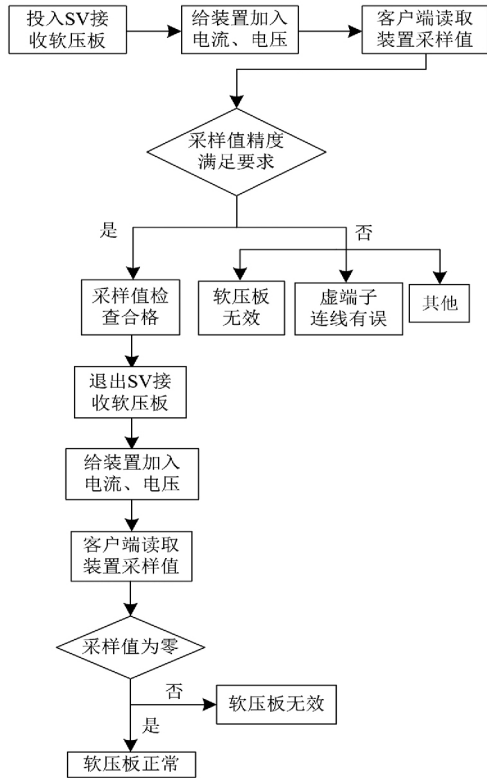 投入SV接
收软压板
给装置加入
电流、电压
客户端读取
装置采样值
采样值精度
满足要求
是
否
采样值检
查合格
软压板
无效
虚端子
连线有误
其他
退出SV接
收软压板
给装置加入
电流、电压
客户端读取
装置采样值
采样值为零
否
软压板无效
是
软压板正常